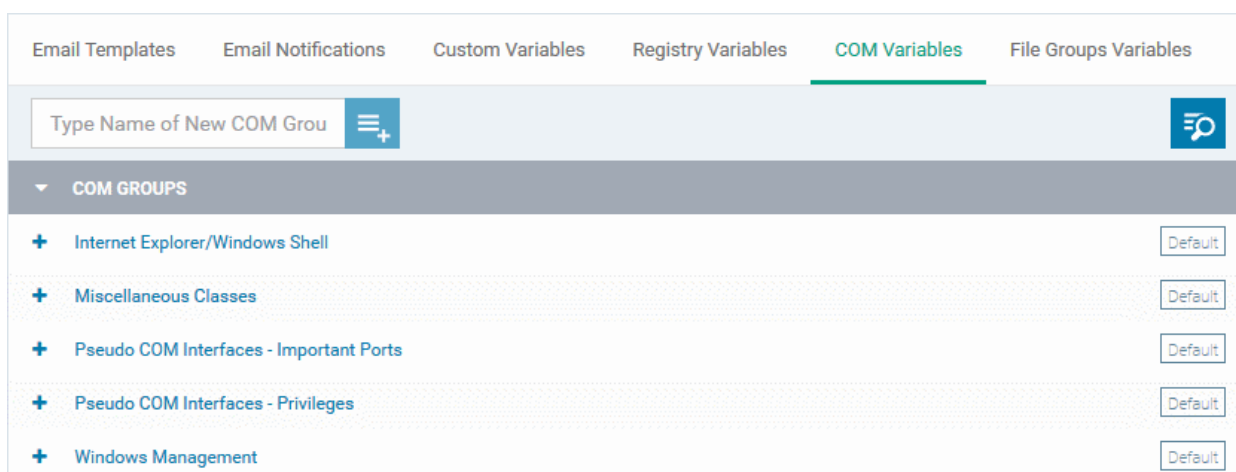 Email Templates Email Notifications Custom Variables Registry Variables COM Variables File Groups Variables
Type Name of New COM Grou
COM GROUPS
Internet Explorer/Windows Shell Default
Miscellaneous Classes Default
Pseudo COM Interfaces - Important Ports Default
Pseudo COM Interfaces - Privileges Default
Windows Management Default